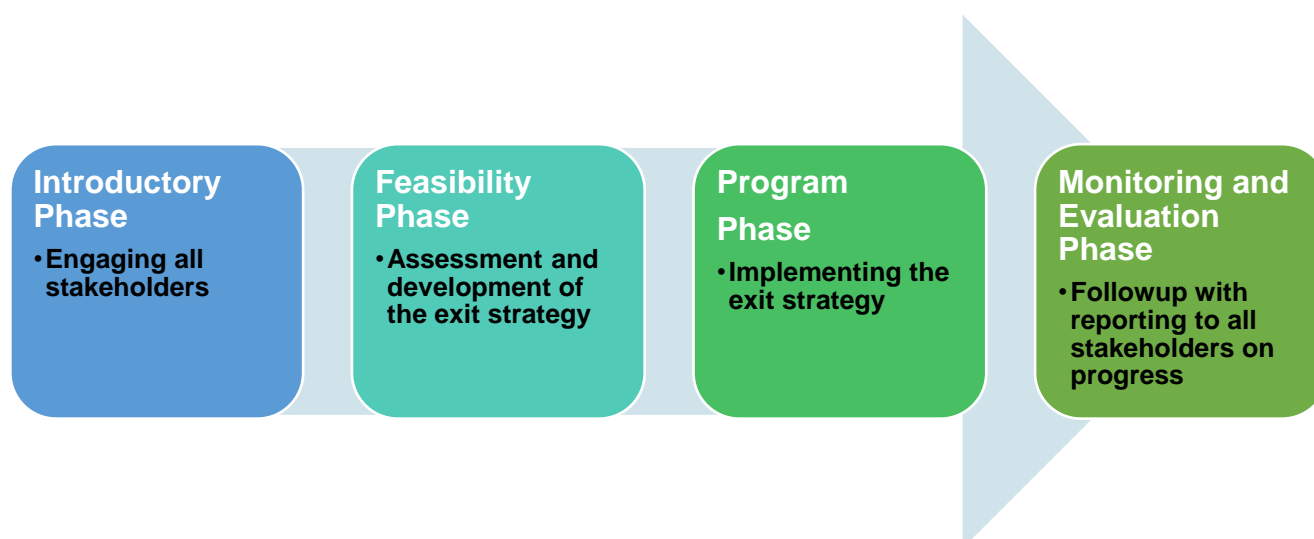 Introductory
Phase
•Engaging all
stakeholders
Feasibility
Phase
•Assessment and
development of
the exit strategy
Program
Phase
•Implementing the
exit strategy
Monitoring and
Evaluation
Phase
•Followup with
reporting to all
stakeholders on
progress